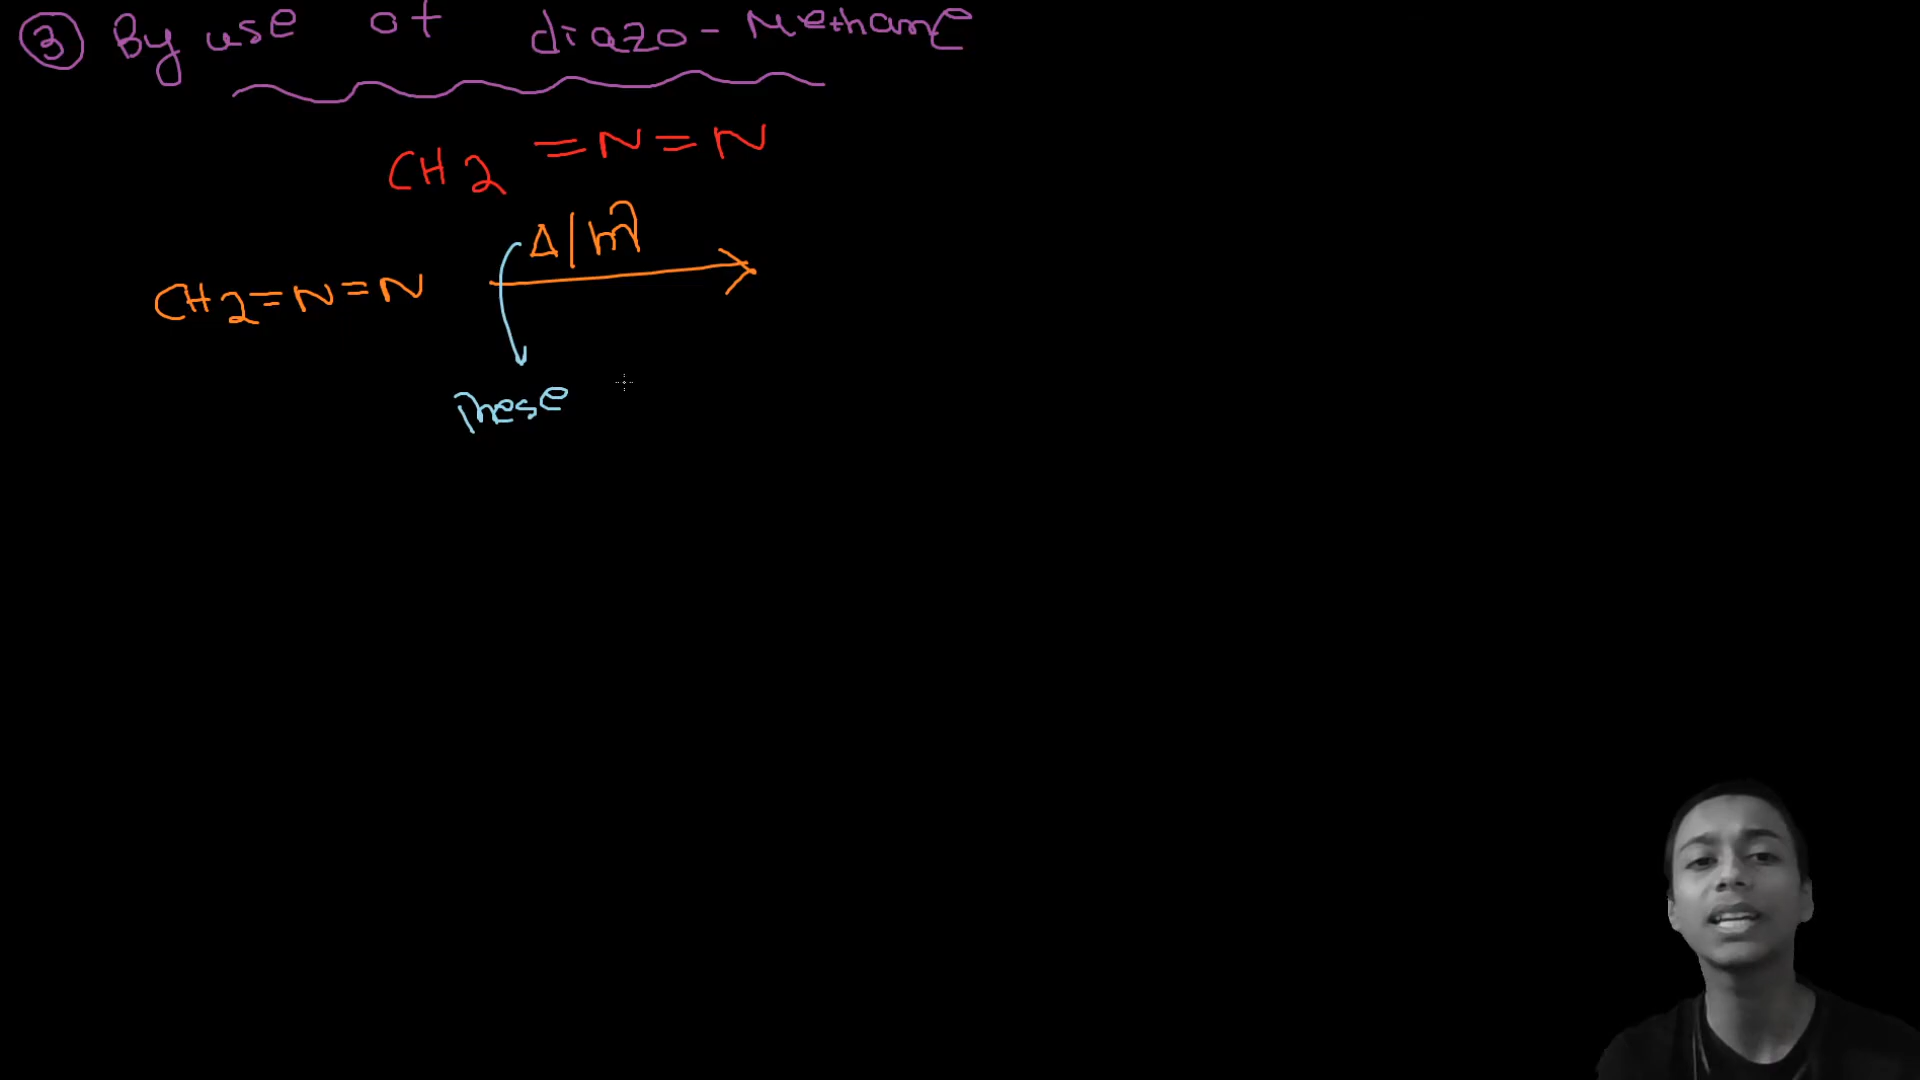 ③ By use of diazo-Methane
CH2=N=N
Δ/hν
CH2=N=N
These